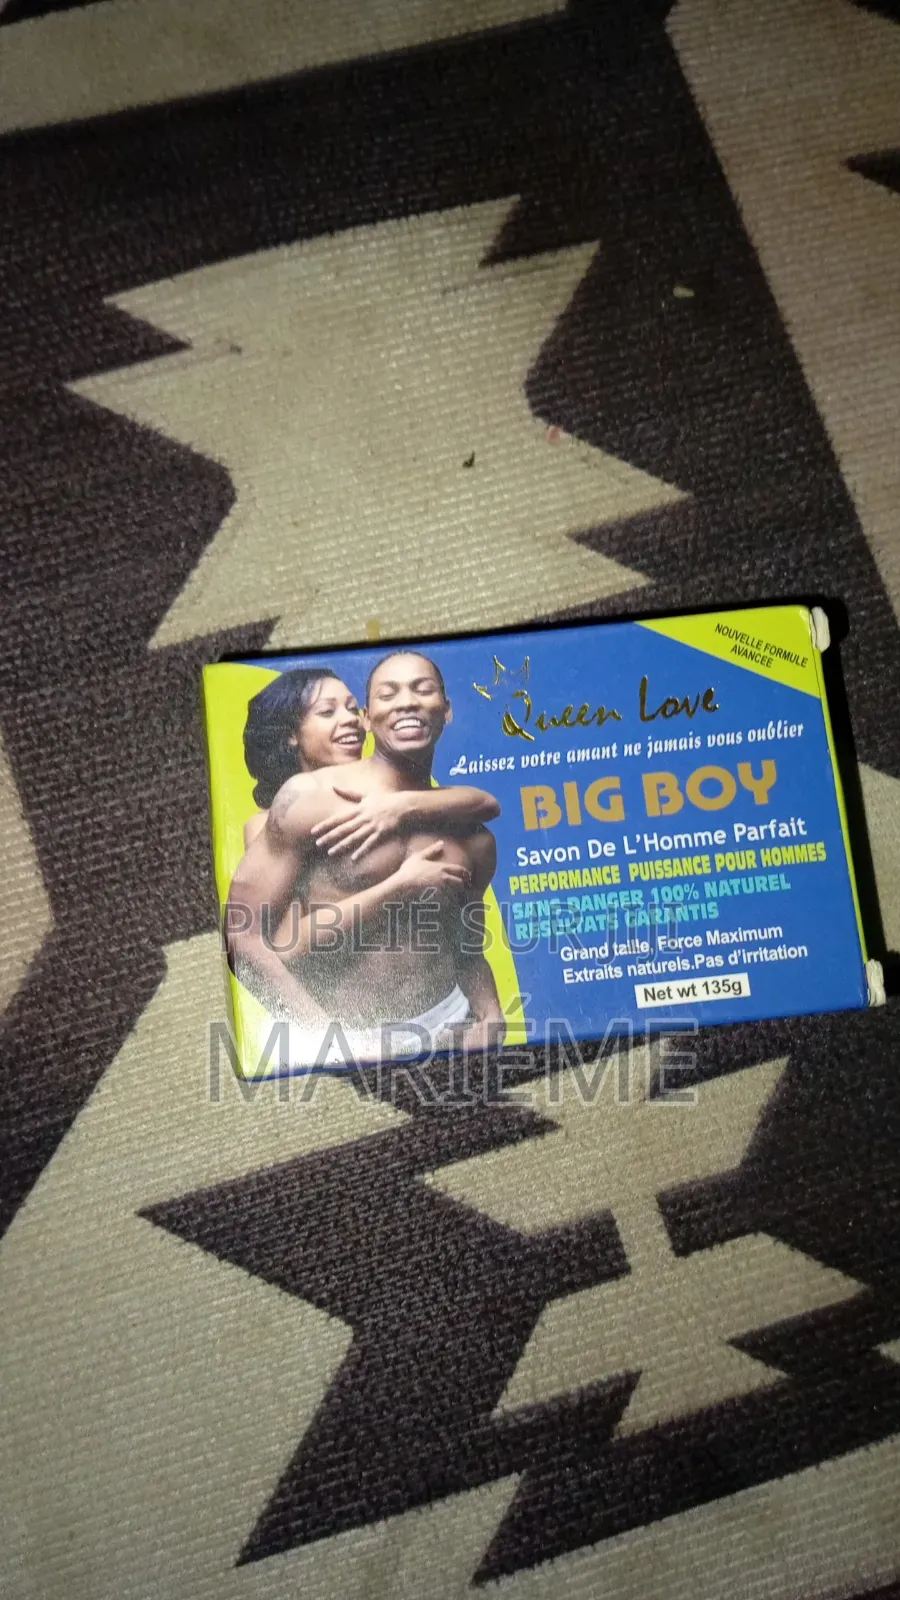 NOUVELLE FORMULE
AVANCEE
Queen Love
Laissez votre amant ne jamais vous oublier
BIG BOY
Savon De L'Homme Parfait
PERFORMANCE PUISSANCE POUR HOMMES
SANS DANGER 100% NATUREL
RESULTATS GARANTIS
Grand taille, Force Maximum
Extraits naturels.Pas d'irritation
Net wt 135g
PUBLIÉ SUR JIJI
MARIÉME